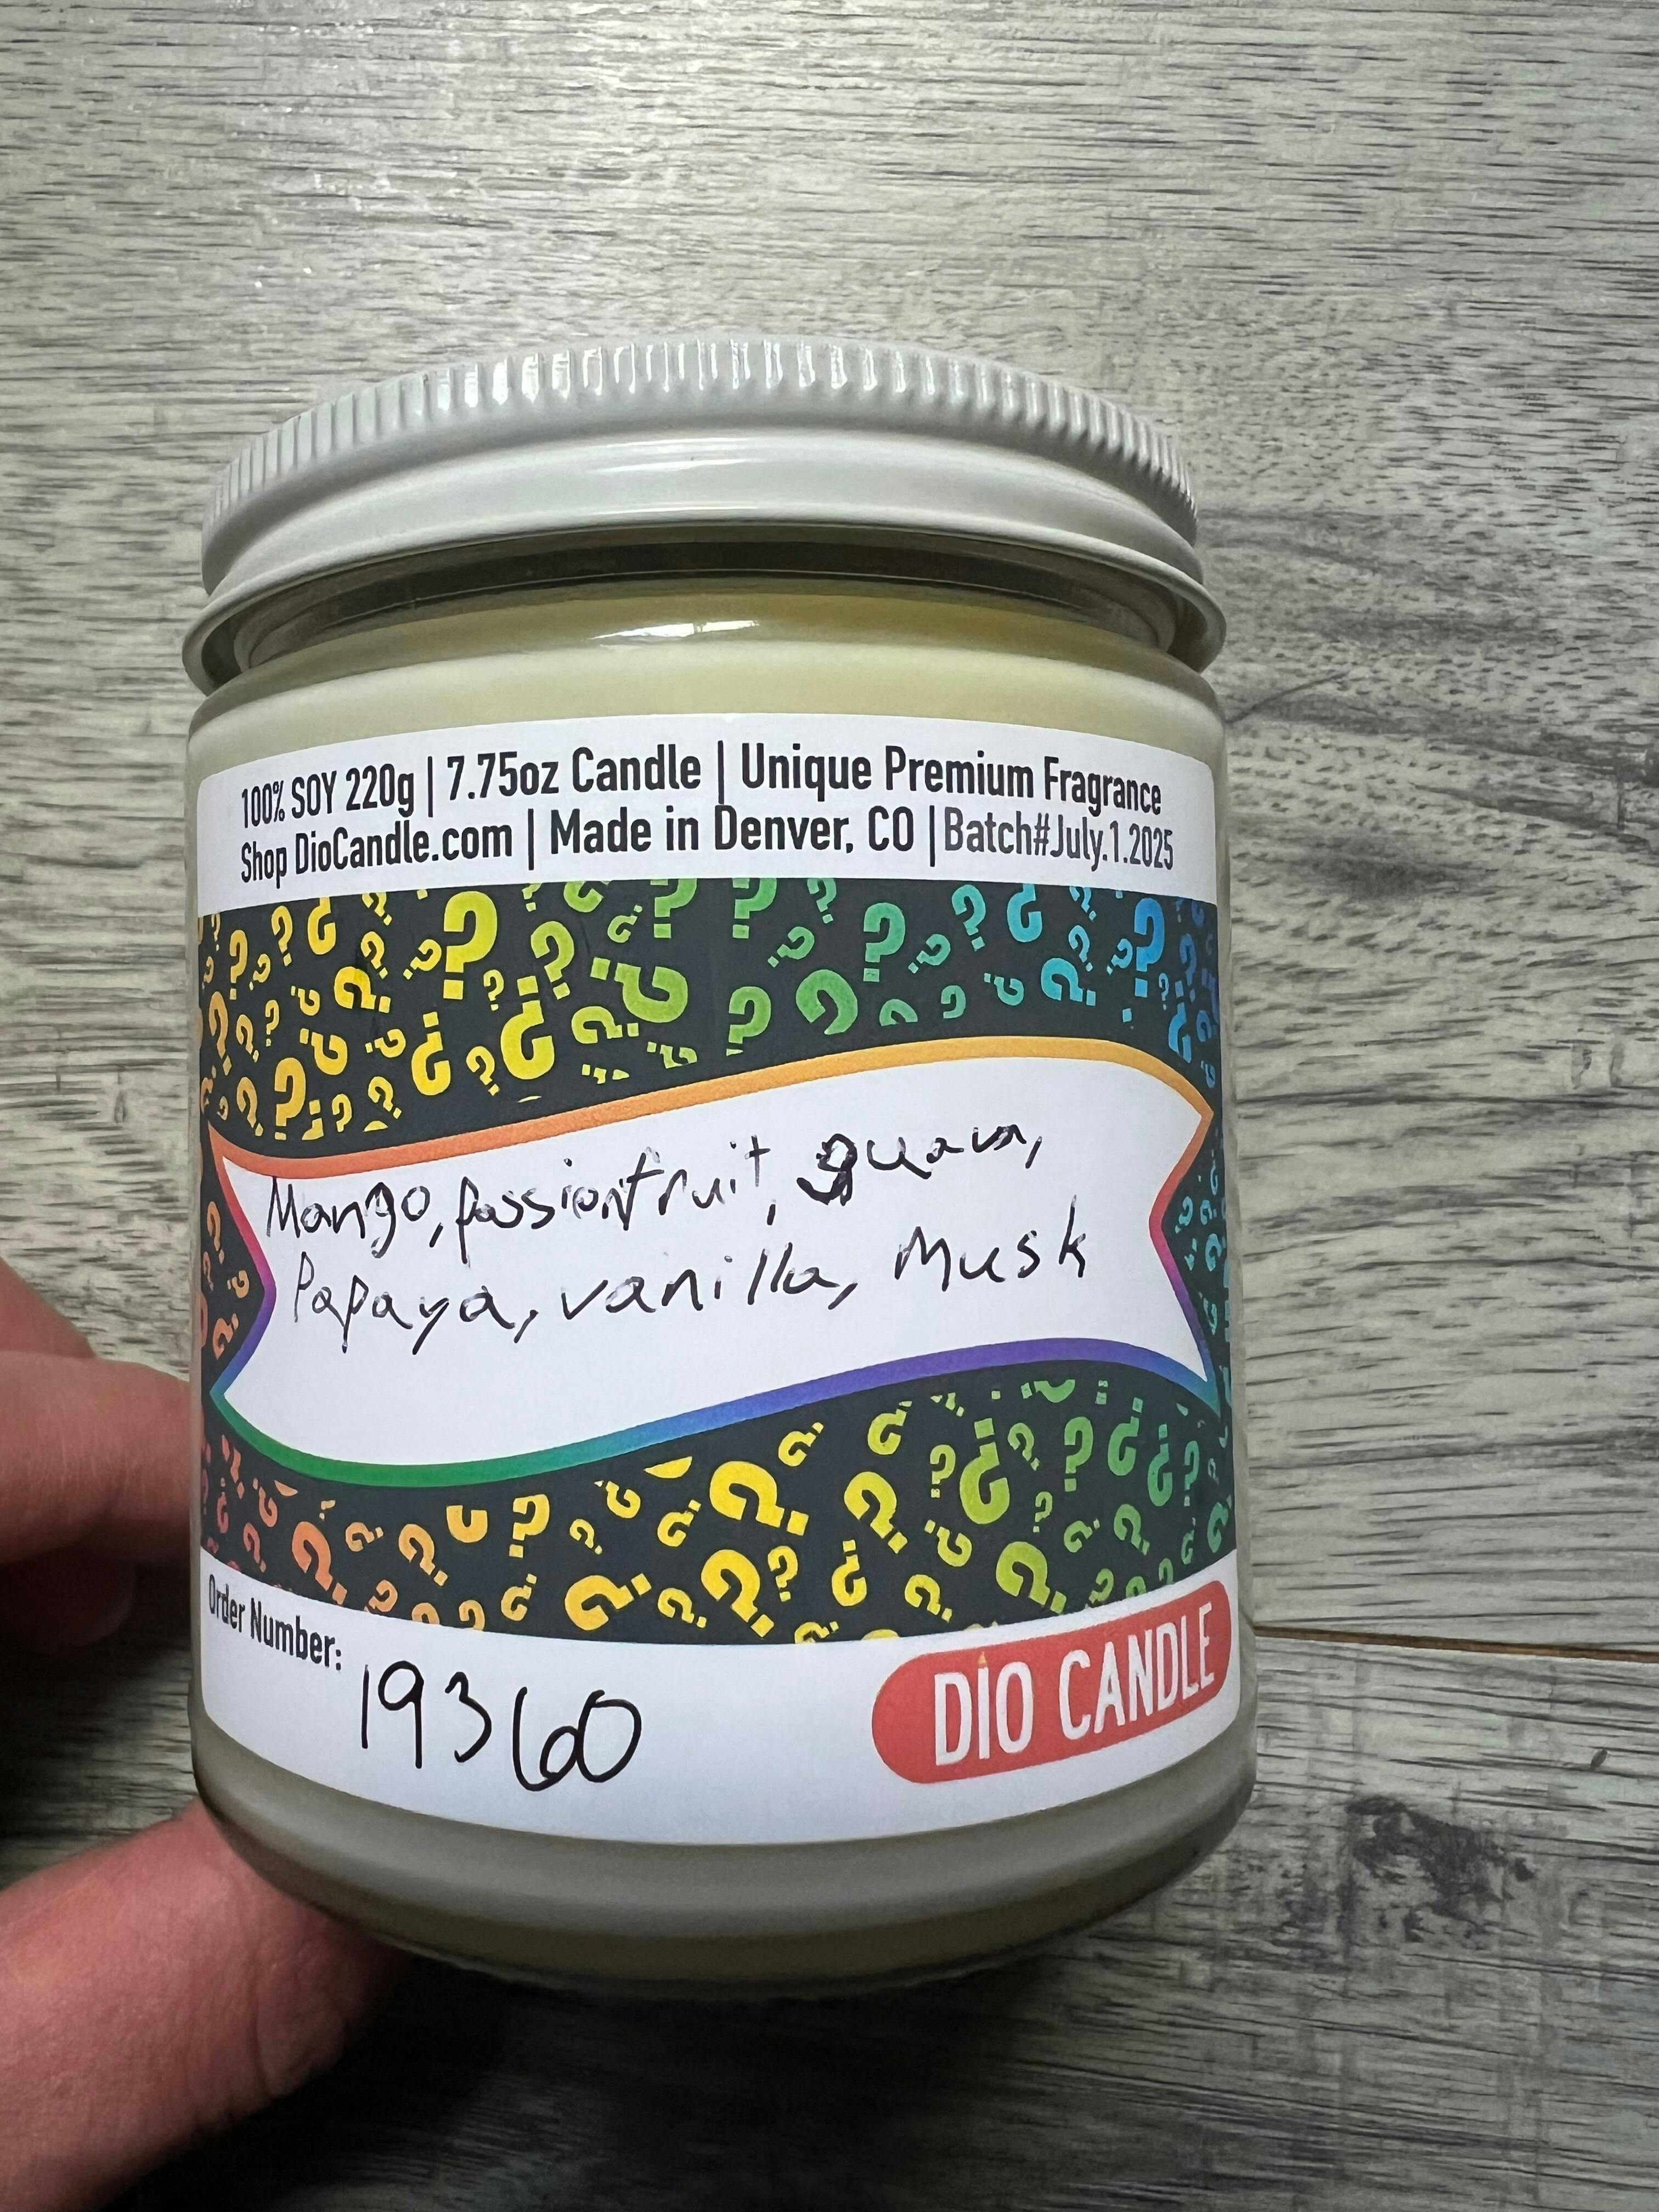 100% SOY 220g | 7.75oz Candle | Unique Premium Fragrance
Shop DioCandle.com | Made in Denver, CO | Batch#July.1.2025
Mango, passionfruit, guava,
Papaya, vanilla, Musk
Order Number:
19360
DIO CANDLE